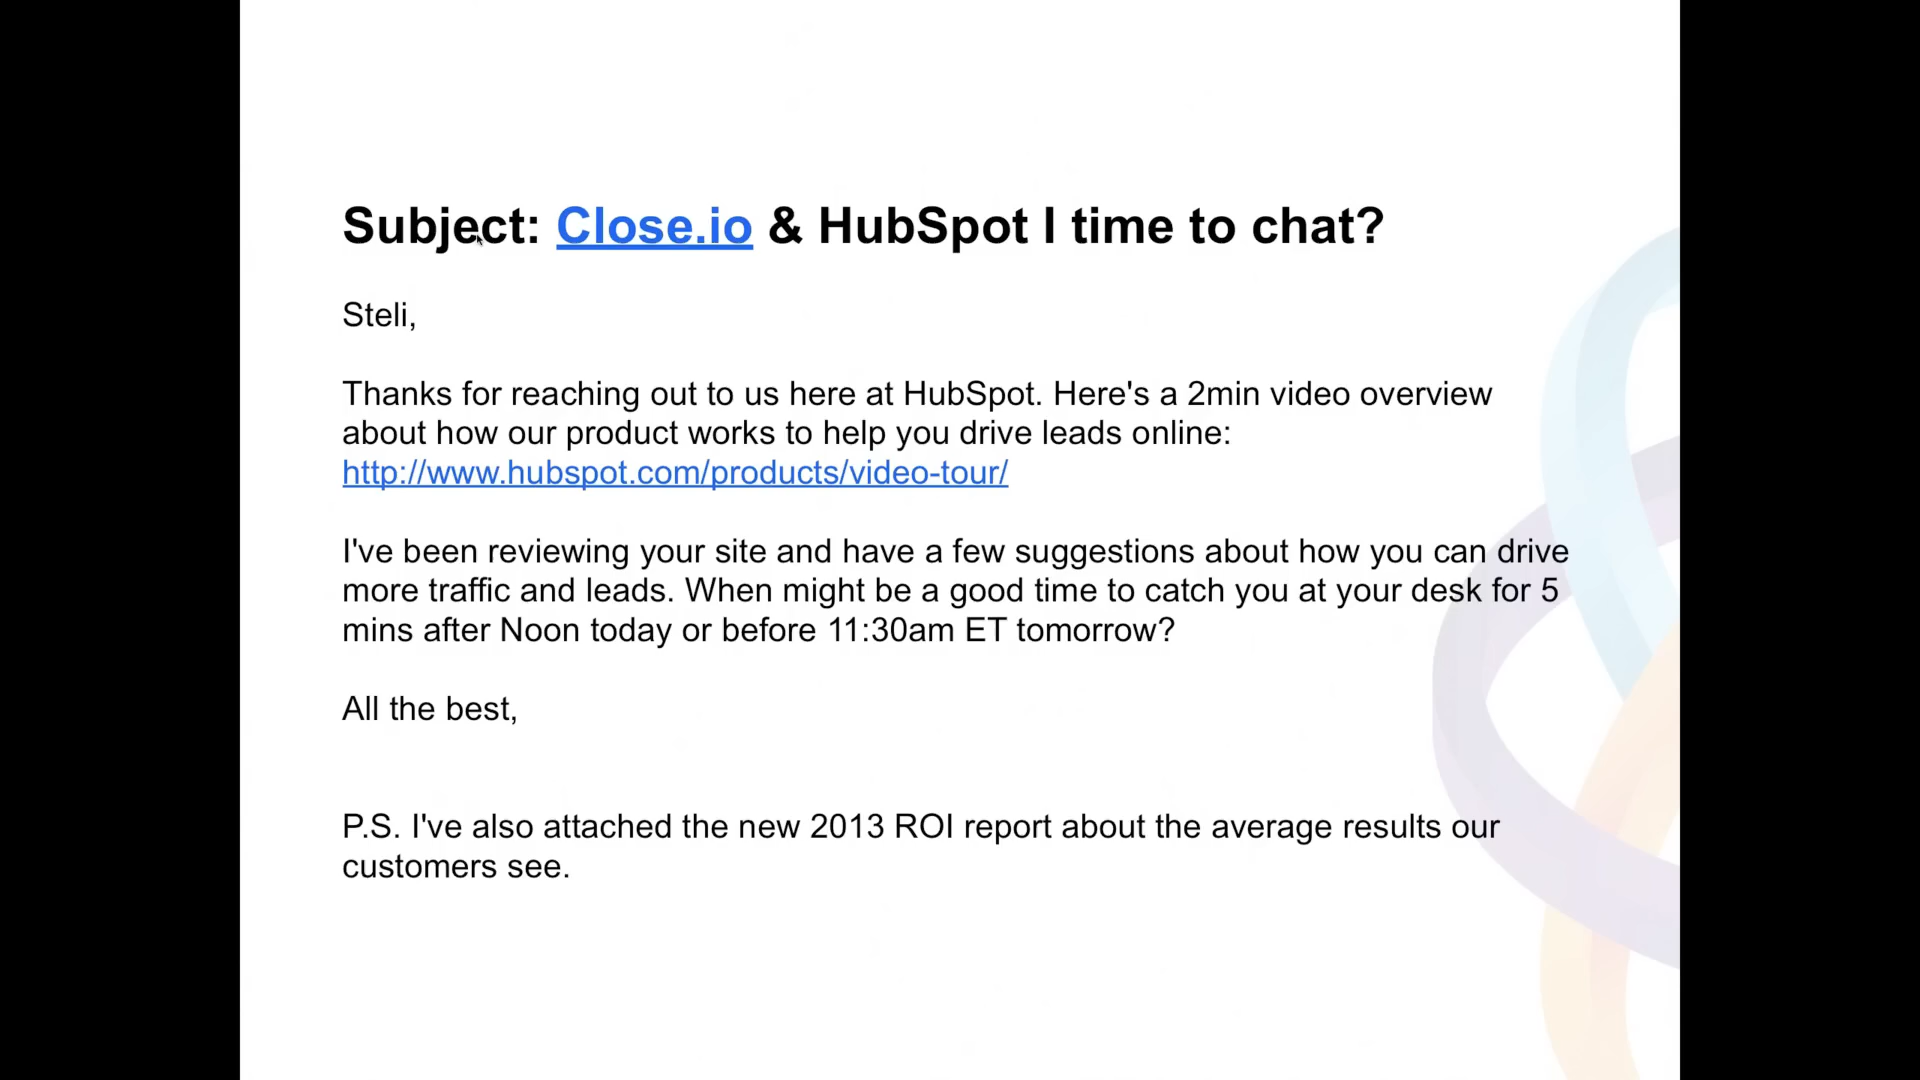 Subject: Close.io & HubSpot I time to chat?
Steli,
Thanks for reaching out to us here at HubSpot. Here's a 2min video overview
about how our product works to help you drive leads online:
http://www.hubspot.com/products/video-tour/
I've been reviewing your site and have a few suggestions about how you can drive
more traffic and leads. When might be a good time to catch you at your desk for 5
mins after Noon today or before 11:30am ET tomorrow?
All the best,
P.S. I've also attached the new 2013 ROI report about the average results our
customers see.